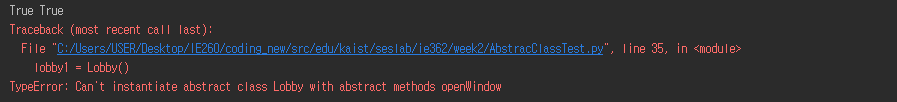 True True
Traceback (most recent call last):
  File "C:/Users/USER/Desktop/IE260/coding_new/src/edu/kaist/seslab/ie362/week2/AbstracClassTest.py", line 35, in <module>
    lobby1 = Lobby()
TypeError: Can't instantiate abstract class Lobby with abstract methods openWindow